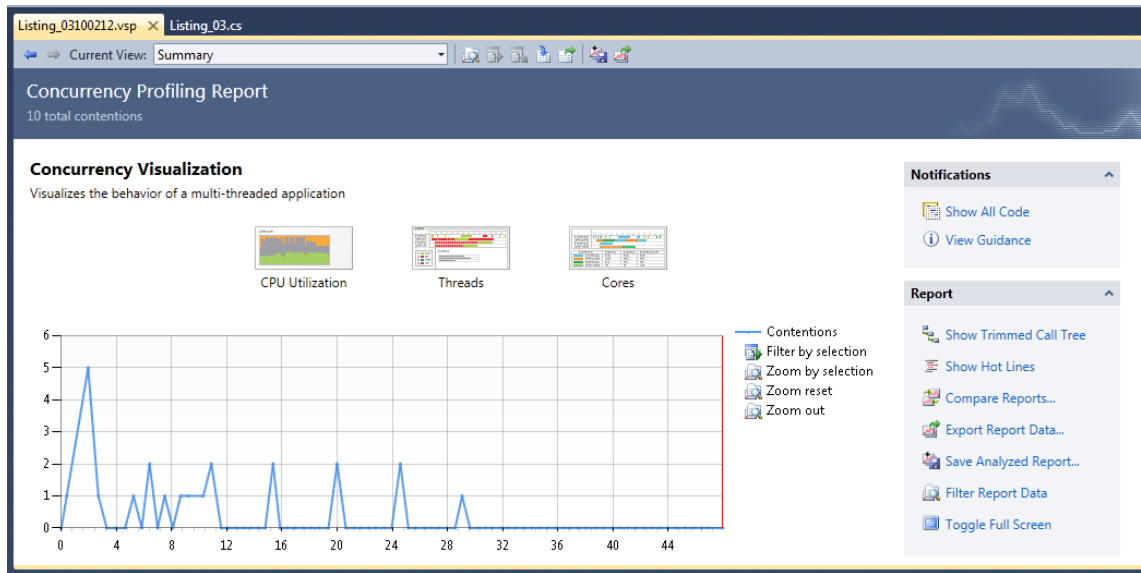 Listing_03100212.vsp Listing_03.cs
Current View: Summary
Concurrency Profiling Report
10 total contentions
Concurrency Visualization
Visualizes the behavior of a multi-threaded application
CPU Utilization Threads Cores
6
5
4
3
2
1
0
0 4 8 12 16 20 24 28 32 36 40 44
Contentions
Filter by selection
Zoom by selection
Zoom reset
Zoom out
Notifications
Show All Code
View Guidance
Report
Show Trimmed Call Tree
Show Hot Lines
Compare Reports...
Export Report Data...
Save Analyzed Report...
Filter Report Data
Toggle Full Screen